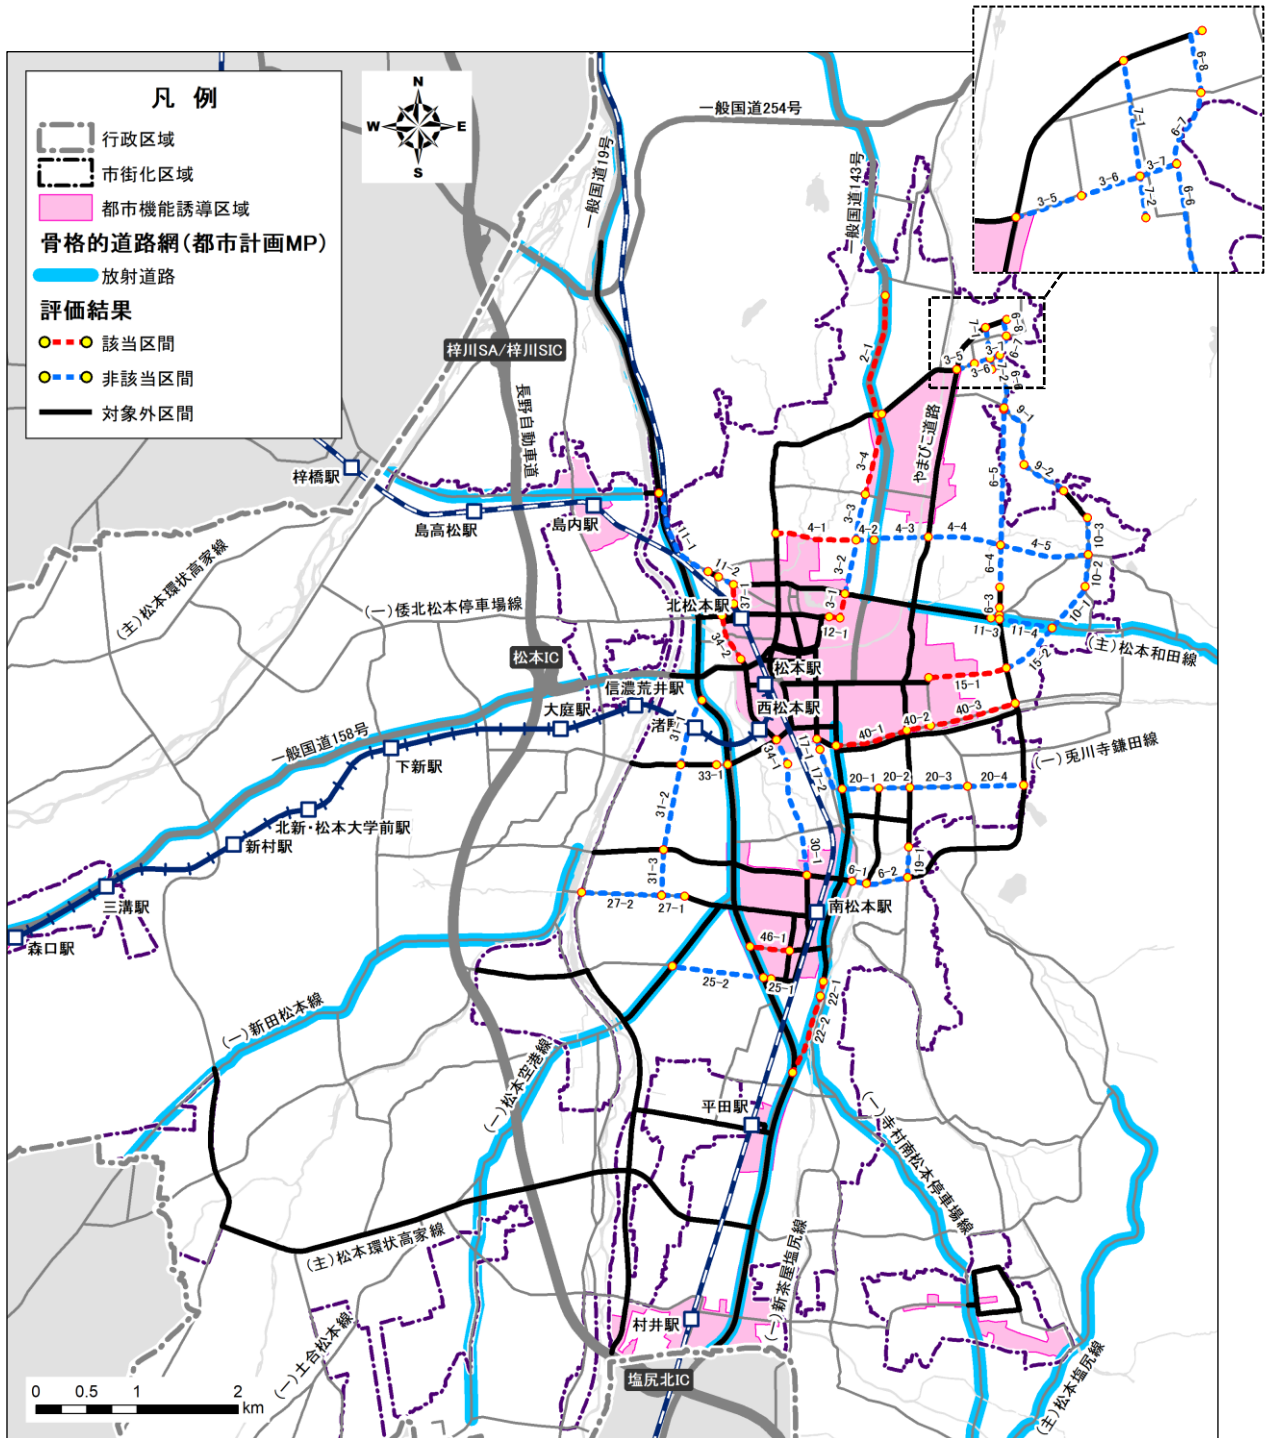 凡 例
行政区域
市街化区域
都市機能誘導区域
骨格的道路網(都市計画MP)
放射道路
評価結果
該当区間
非該当区間
対象外区間
N
W
E
S
一般国道19号
一般国道254号
一般国道143号
6-8
7-1
6-7
3-7
3-6
3-5
7-2
6-6
梓川SA/梓川SIC
長野自動車道
やまびこ道路
2-1
3-5
3-6
7-1
3-7
7-2
6-8
6-7
6-6
9-1
9-2
6-5
梓橋駅
島高松駅
島内駅
3-4
3-3
11-1
4-1
4-2
4-3
4-4
4-5
10-3
10-2
3-2
6-4
11-2
37-1
(主)松本環状高家線
(一)倭北松本停車場線
北松本駅
3-1
12-1
6-3
11-3
11-4
10-1
15-2
(主)松本和田線
34-2
松本IC
松本駅
信濃荒井駅
15-1
大庭駅
西松本駅
渚駅
31-1
40-1
40-2
40-3
一般国道158号
下新駅
34-1
17-1
17-2
(一)兎川寺鎌田線
33-1
20-1
20-2
20-3
20-4
31-2
北新・松本大学前駅
新村駅
30-1
31-3
19-1
6-1
6-2
三溝駅
27-2
27-1
南松本駅
森口駅
46-1
25-2
25-1
22-1
22-2
(一)新田松本線
(一)松本空港線
平田駅
(一)寺村南松本停車場線
(主)松本環状高家線
(一)新茶屋塩尻線
村井駅
(一)土合松本線
(主)松本塩尻線
塩尻北IC
0 0.5 1 2
km